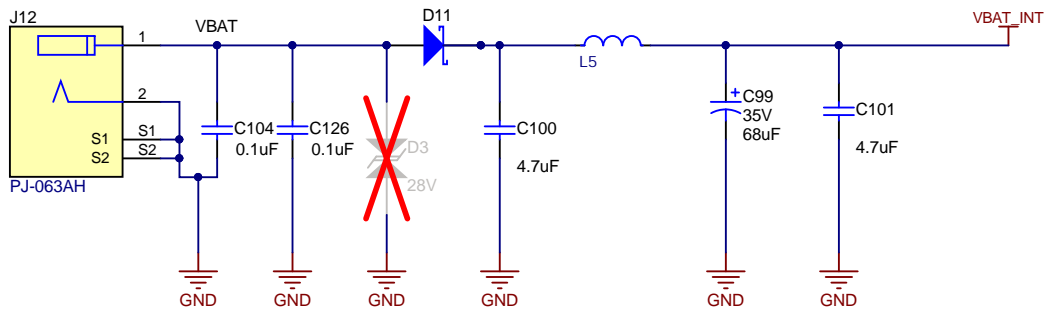 J12
D11
VBAT_INT
1
VBAT
L5
2
C104
0.1uF
C126
0.1uF
D3
28V
C100
4.7uF
+
C99
35V
68uF
C101
4.7uF
S1
S1
S2
S2
PJ-063AH
GND
GND
GND
GND
GND
GND